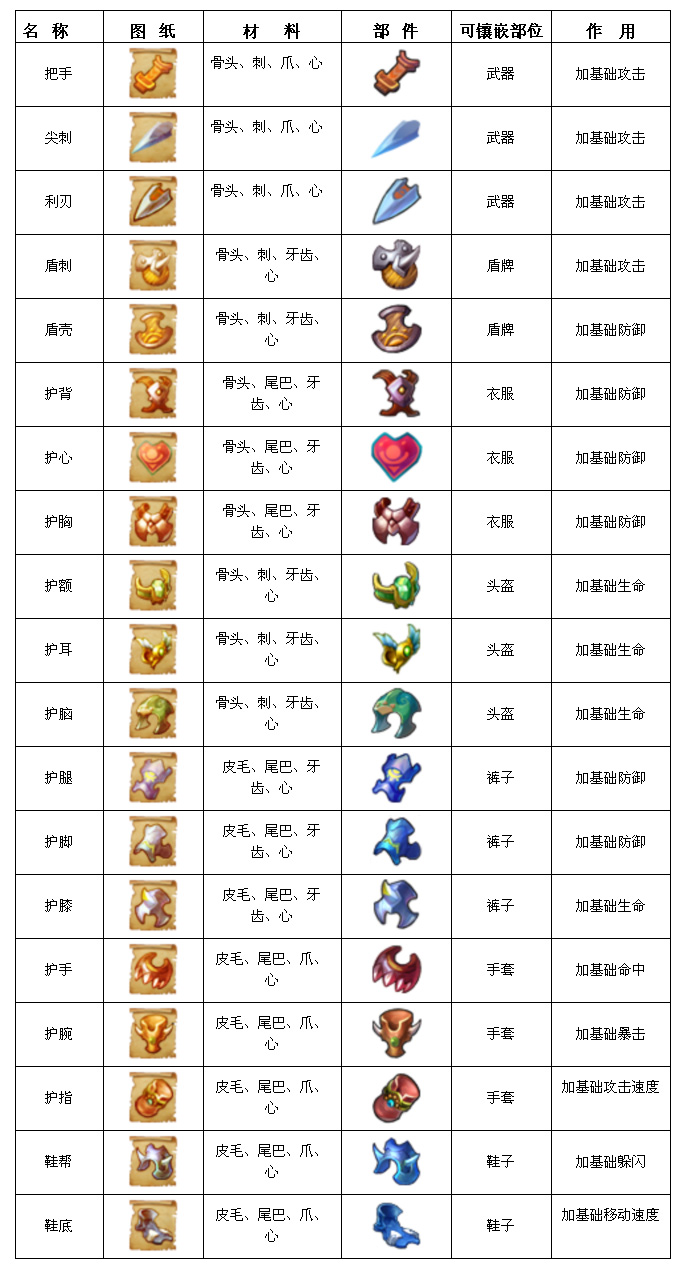 名 称 图 纸 材 料 部 件 可镶嵌部位 作 用
把手 骨头、刺、爪、心 武器 加基础攻击
尖刺 骨头、刺、爪、心 武器 加基础攻击
利刃 骨头、刺、爪、心 武器 加基础攻击
盾刺 骨头、刺、牙齿、
心 盾牌 加基础攻击
盾壳 骨头、刺、牙齿、
心 盾牌 加基础防御
护背 骨头、尾巴、牙
齿、心 衣服 加基础防御
护心 骨头、尾巴、牙
齿、心 衣服 加基础防御
护胸 骨头、尾巴、牙
齿、心 衣服 加基础防御
护额 骨头、刺、牙齿、
心 头盔 加基础生命
护耳 骨头、刺、牙齿、
心 头盔 加基础生命
护脑 骨头、刺、牙齿、
心 头盔 加基础生命
护腿 皮毛、尾巴、牙
齿、心 裤子 加基础防御
护脚 皮毛、尾巴、牙
齿、心 裤子 加基础防御
护膝 皮毛、尾巴、牙
齿、心 裤子 加基础生命
护手 皮毛、尾巴、爪、
心 手套 加基础命中
护腕 皮毛、尾巴、爪、
心 手套 加基础暴击
护指 皮毛、尾巴、爪、
心 手套 加基础攻击速度
鞋帮 皮毛、尾巴、爪、
心 鞋子 加基础躲闪
鞋底 皮毛、尾巴、爪、
心 鞋子 加基础移动速度